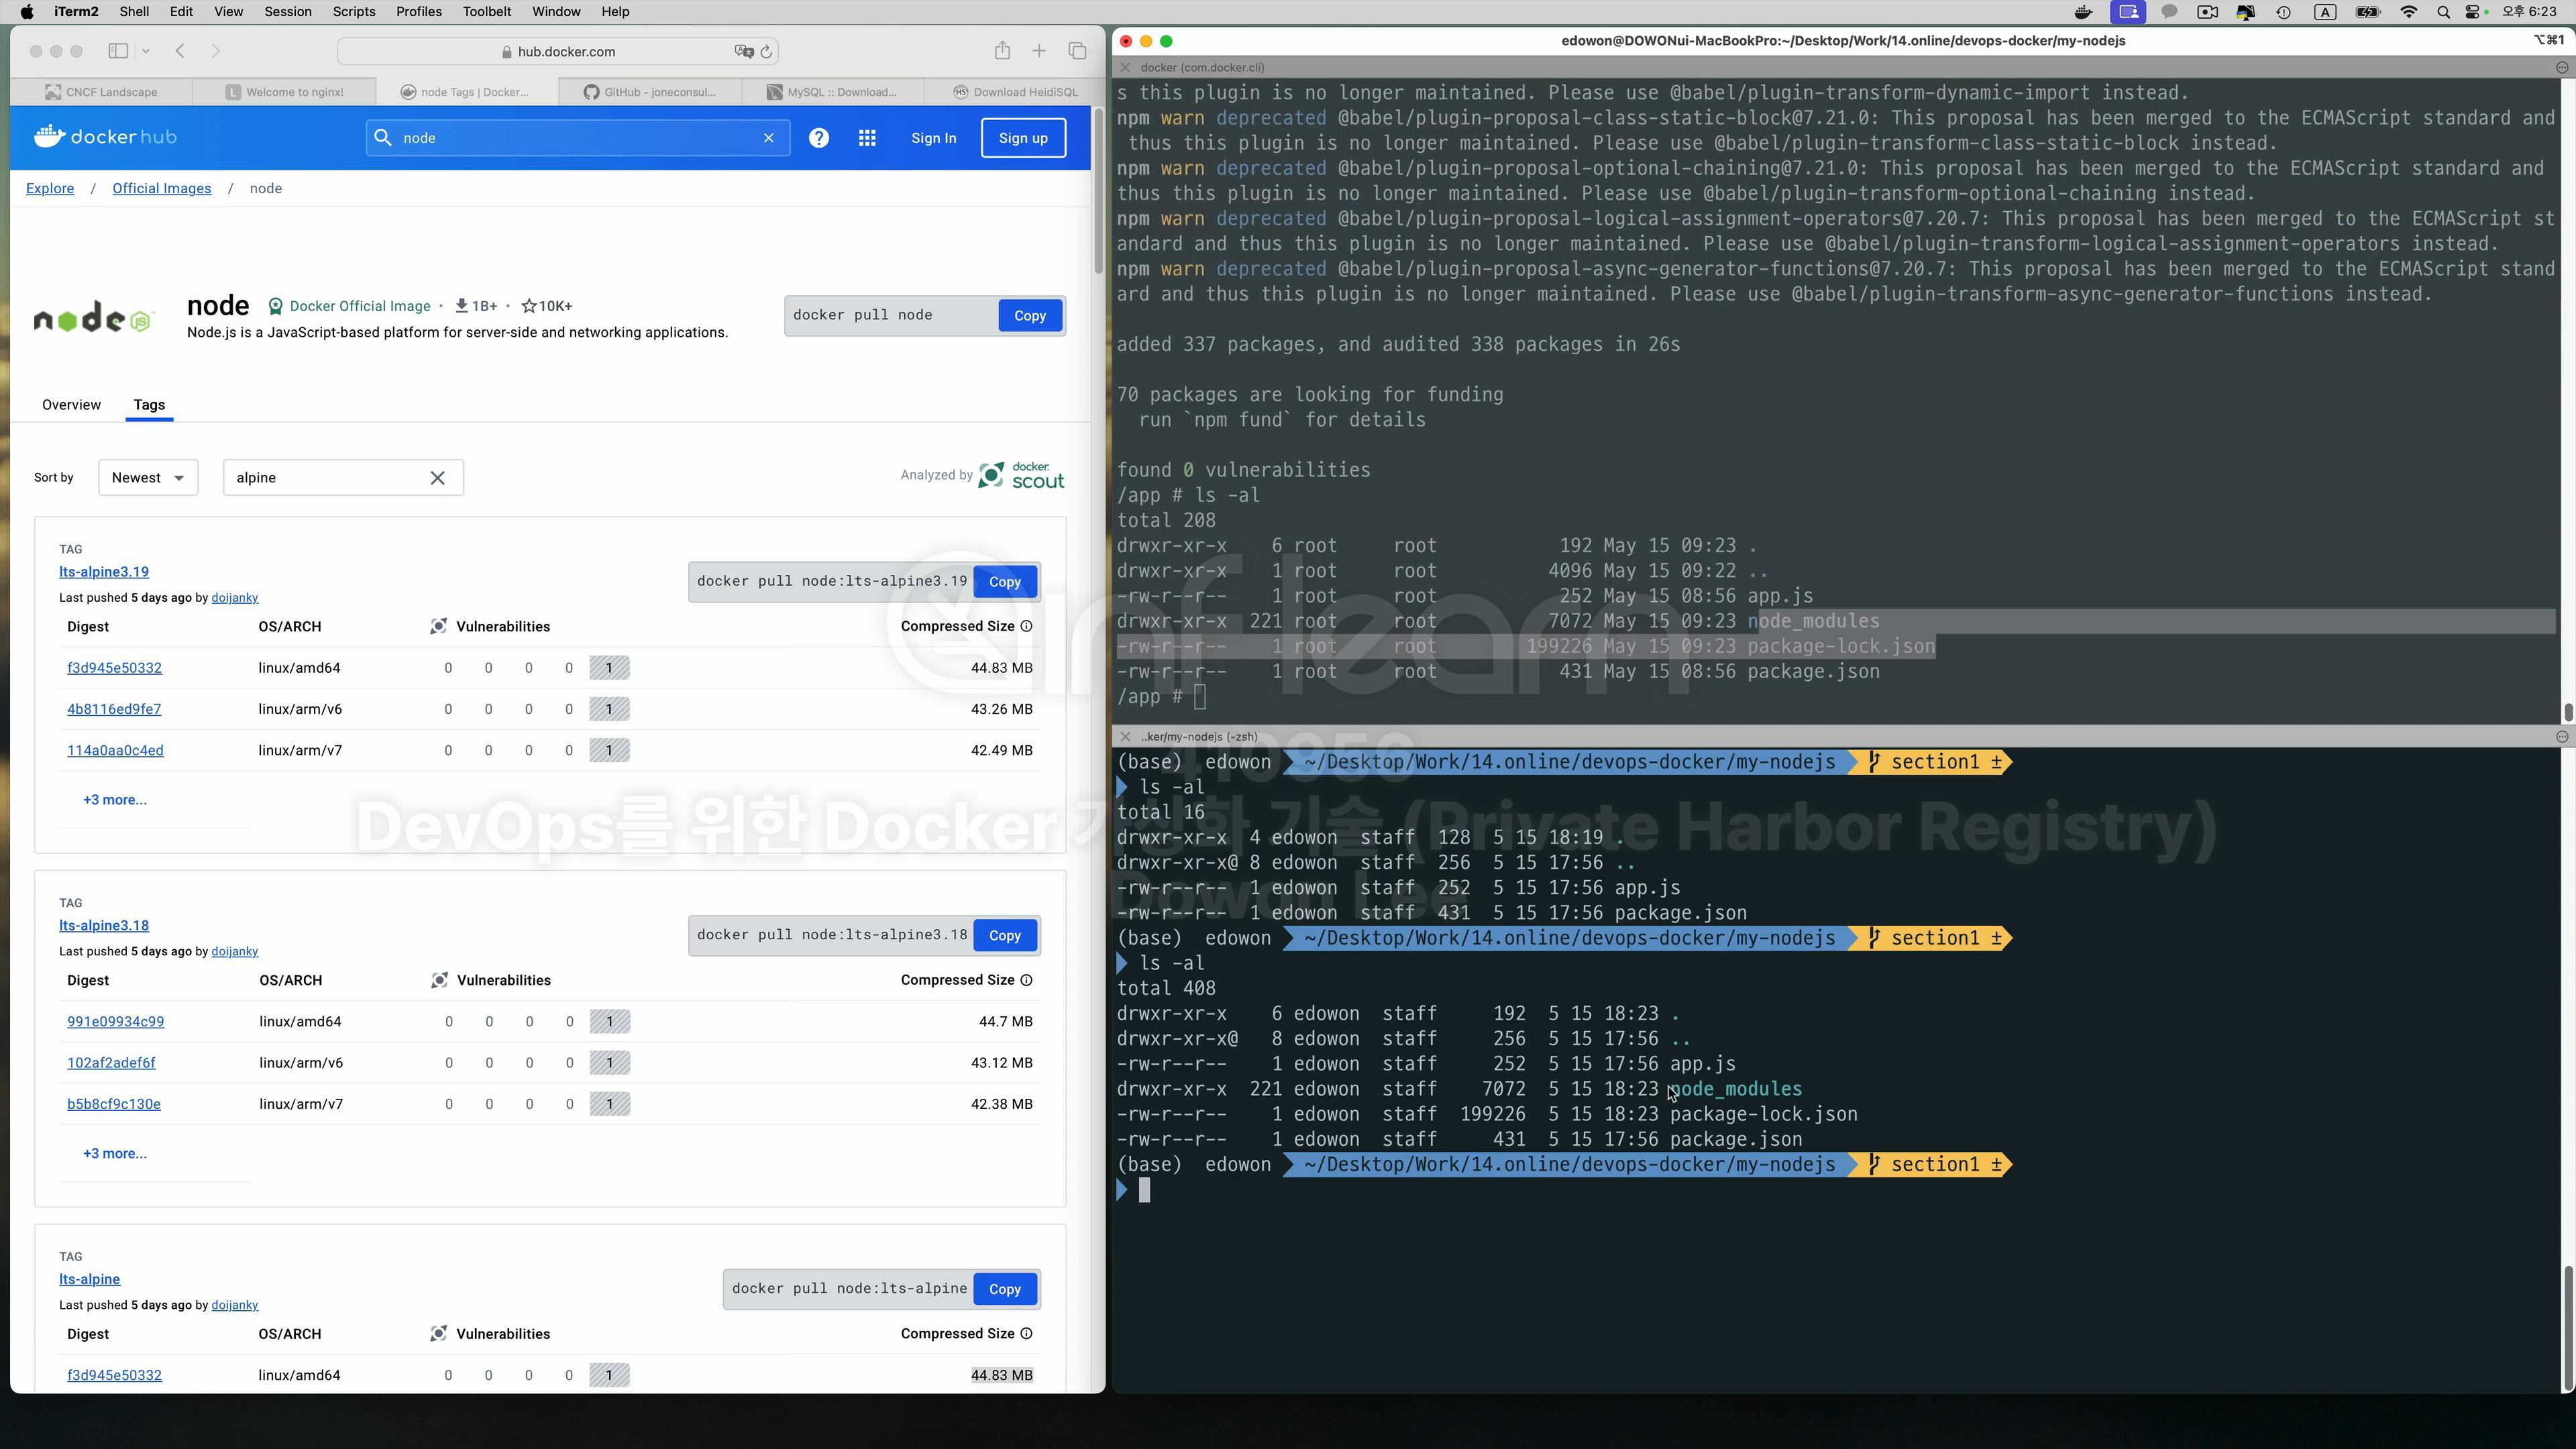 iTerm2 Shell Edit View Session Scripts Profiles Toolbelt Window Help
A 오후 6:23
hub.docker.com
CNCF Landscape
L Welcome to nginx!
node Tags | Docker...
GitHub - joneconsul...
MySQL :: Download...
HS Download HeidiSQL
docker hub
node
Sign In
Sign up
Explore / Official Images / node
node
node Docker Official Image · 1B+ · 10K+
Node.js is a JavaScript-based platform for server-side and networking applications.
docker pull node Copy
Overview Tags
Sort by Newest alpine Analyzed by docker scout
TAG
lts-alpine3.19
Last pushed 5 days ago by doijanky
docker pull node:lts-alpine3.19 Copy
Digest OS/ARCH Vulnerabilities Compressed Size
f3d945e50332 linux/amd64 0 0 0 0 1 44.83 MB
4b8116ed9fe7 linux/arm/v6 0 0 0 0 1 43.26 MB
114a0aa0c4ed linux/arm/v7 0 0 0 0 1 42.49 MB
+3 more...
TAG
lts-alpine3.18
Last pushed 5 days ago by doijanky
docker pull node:lts-alpine3.18 Copy
Digest OS/ARCH Vulnerabilities Compressed Size
991e09934c99 linux/amd64 0 0 0 0 1 44.7 MB
102af2adef6f linux/arm/v6 0 0 0 0 1 43.12 MB
b5b8cf9c130e linux/arm/v7 0 0 0 0 1 42.38 MB
+3 more...
TAG
lts-alpine
Last pushed 5 days ago by doijanky
docker pull node:lts-alpine Copy
Digest OS/ARCH Vulnerabilities Compressed Size
f3d945e50332 linux/amd64 0 0 0 0 1 44.83 MB
edowon@DOWONui-MacBookPro:~/Desktop/Work/14.online/devops-docker/my-nodejs ⌥⌘1
docker (com.docker.cli)
s this plugin is no longer maintained. Please use @babel/plugin-transform-dynamic-import instead.
npm warn deprecated @babel/plugin-proposal-class-static-block@7.21.0: This proposal has been merged to the ECMAScript standard and
thus this plugin is no longer maintained. Please use @babel/plugin-transform-class-static-block instead.
npm warn deprecated @babel/plugin-proposal-optional-chaining@7.21.0: This proposal has been merged to the ECMAScript standard and
thus this plugin is no longer maintained. Please use @babel/plugin-transform-optional-chaining instead.
npm warn deprecated @babel/plugin-proposal-logical-assignment-operators@7.20.7: This proposal has been merged to the ECMAScript st
andard and thus this plugin is no longer maintained. Please use @babel/plugin-transform-logical-assignment-operators instead.
npm warn deprecated @babel/plugin-proposal-async-generator-functions@7.20.7: This proposal has been merged to the ECMAScript stand
ard and thus this plugin is no longer maintained. Please use @babel/plugin-transform-async-generator-functions instead.
added 337 packages, and audited 338 packages in 26s
70 packages are looking for funding
run `npm fund` for details
found 0 vulnerabilities
/app # ls -al
total 208
drwxr-xr-x 6 root root 192 May 15 09:23 .
drwxr-xr-x 1 root root 4096 May 15 09:22 ..
-rw-r--r-- 1 root root 252 May 15 08:56 app.js
drwxr-xr-x 221 root root 7072 May 15 09:23 node_modules
-rw-r--r-- 1 root root 199226 May 15 09:23 package-lock.json
-rw-r--r-- 1 root root 431 May 15 08:56 package.json
/app #
..ker/my-nodejs (-zsh)
(base) edowon ~/Desktop/Work/14.online/devops-docker/my-nodejs section1 ±
ls -al
total 16
drwxr-xr-x 4 edowon staff 128 5 15 18:19 .
drwxr-xr-x@ 8 edowon staff 256 5 15 17:56 ..
-rw-r--r-- 1 edowon staff 252 5 15 17:56 app.js
-rw-r--r-- 1 edowon staff 431 5 15 17:56 package.json
(base) edowon ~/Desktop/Work/14.online/devops-docker/my-nodejs section1 ±
ls -al
total 408
drwxr-xr-x 6 edowon staff 192 5 15 18:23 .
drwxr-xr-x@ 8 edowon staff 256 5 15 17:56 ..
-rw-r--r-- 1 edowon staff 252 5 15 17:56 app.js
drwxr-xr-x 221 edowon staff 7072 5 15 18:23 node_modules
-rw-r--r-- 1 edowon staff 199226 5 15 18:23 package-lock.json
-rw-r--r-- 1 edowon staff 431 5 15 17:56 package.json
(base) edowon ~/Desktop/Work/14.online/devops-docker/my-nodejs section1 ±
inflearn
410956
DevOps를 위한 Docker 가상화 기술 (Private Harbor Registry)
Dowon Lee